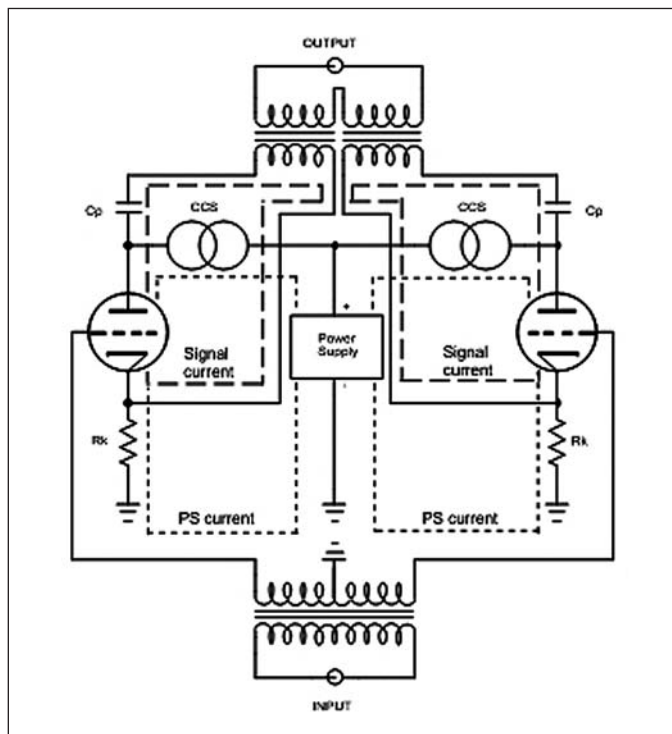 OUTPUT
Cp
CCS
CCS
Cp
+
Power
Supply
-
Signal
current
Signal
current
Rk
Rk
PS current
PS current
INPUT